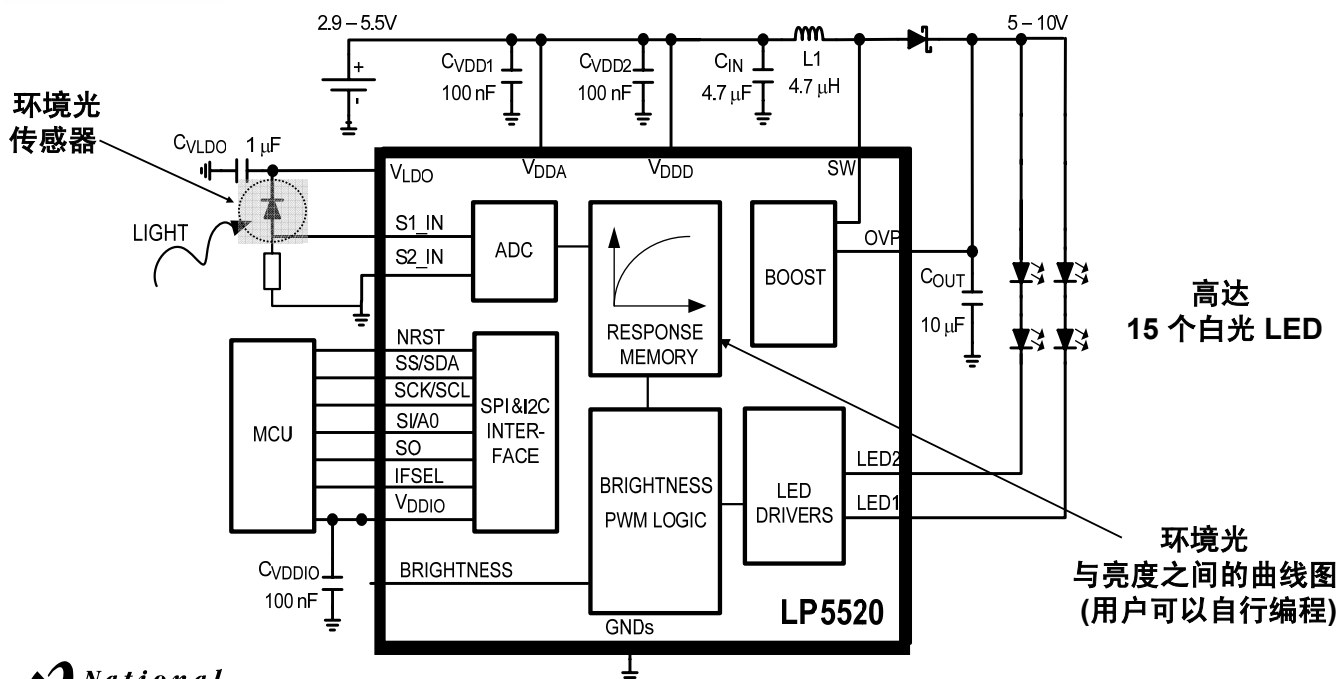 2.9 – 5.5V
5 – 10V
CVDD1
100 nF
CVDD2
100 nF
CIN
4.7 µF
L1
4.7 µH
环境光
传感器
CVLDO
1 µF
VLDO
VDDA
VDDD
SW
LIGHT
S1_IN
S2_IN
ADC
RESPONSE
MEMORY
BOOST
OVP
COUT
10 µF
高达
15 个白光 LED
MCU
NRST
SS/SDA
SCK/SCL
SI/A0
SO
IFSEL
VDDIO
SPI&I2C
INTER-
FACE
BRIGHTNESS
PWM LOGIC
LED
DRIVERS
LED2
LED1
CVDDIO
100 nF
BRIGHTNESS
GNDs
LP5520
环境光
与亮度之间的曲线图
(用户可以自行编程)
National